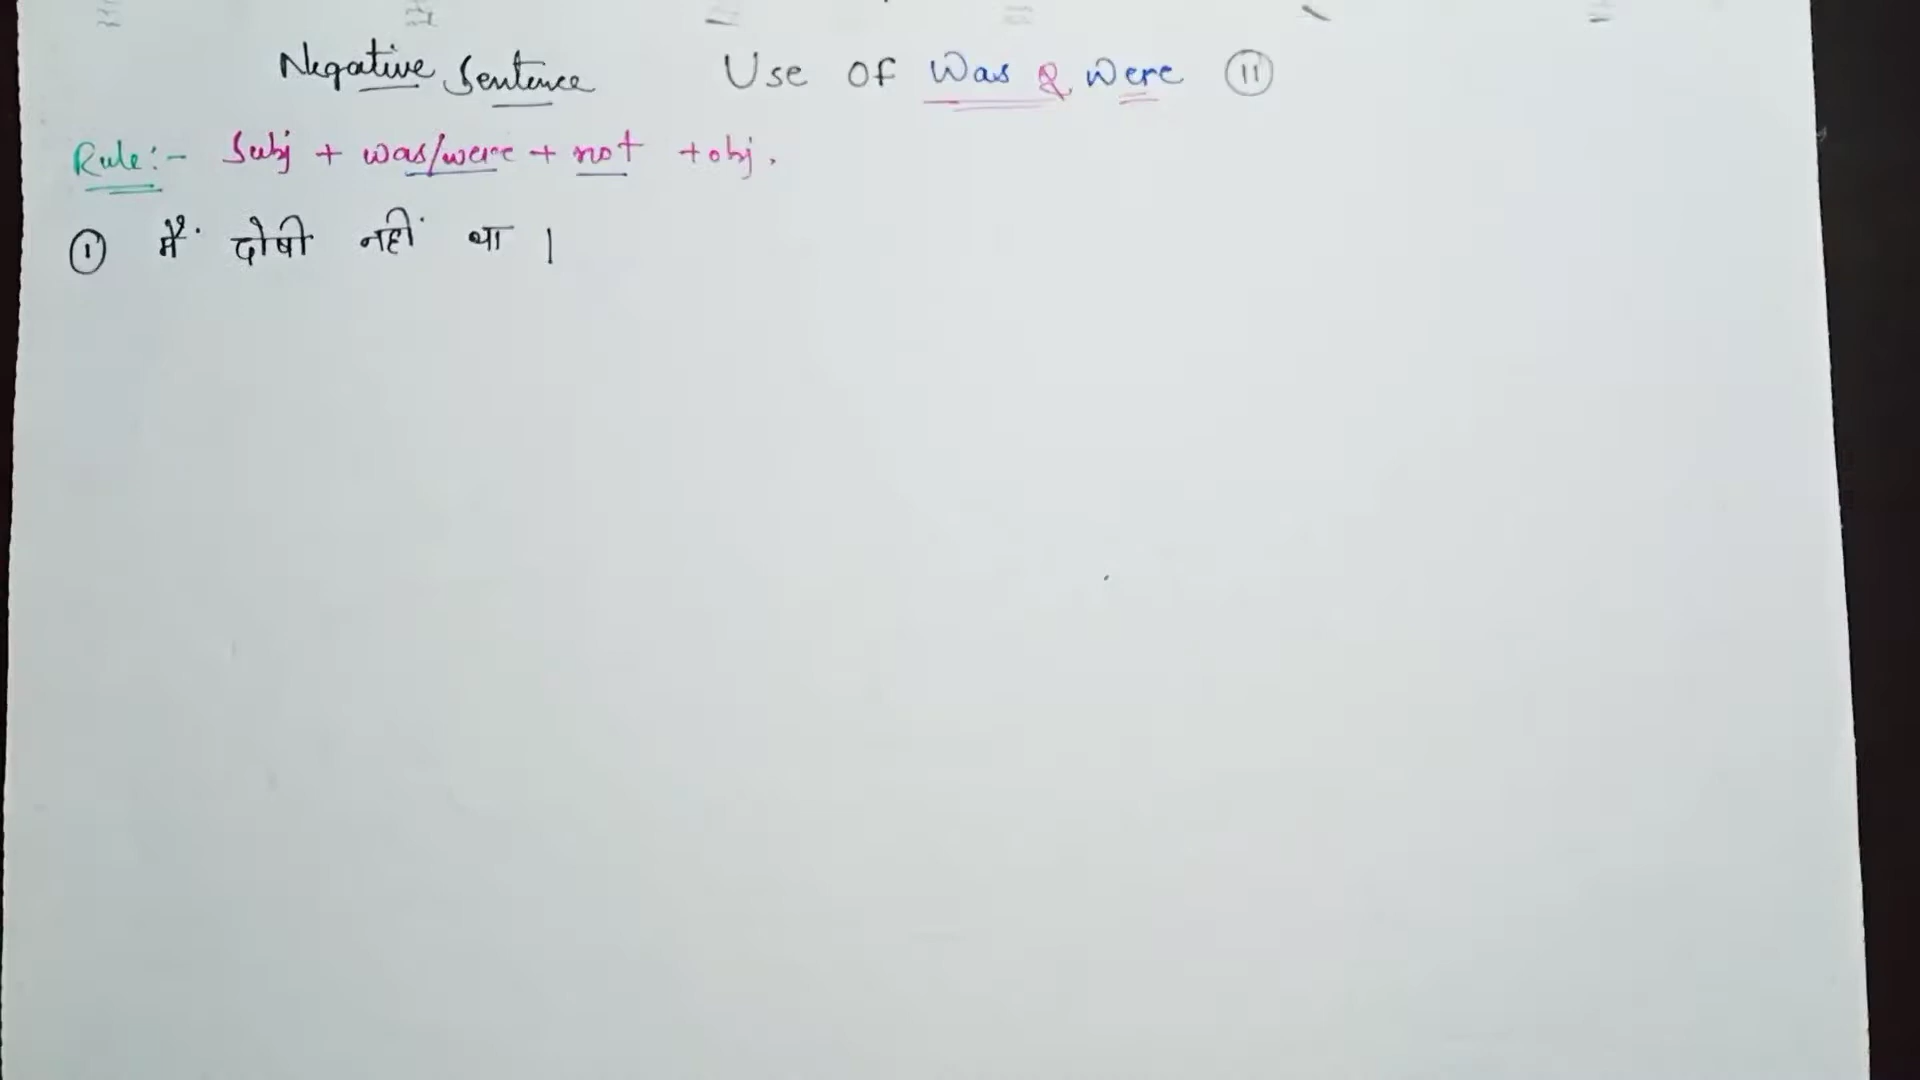 Negative Sentence Use Of Was & Were 11
Rule:- Subj + was/were + not + obj.
1 मैं दोषी नहीं था।